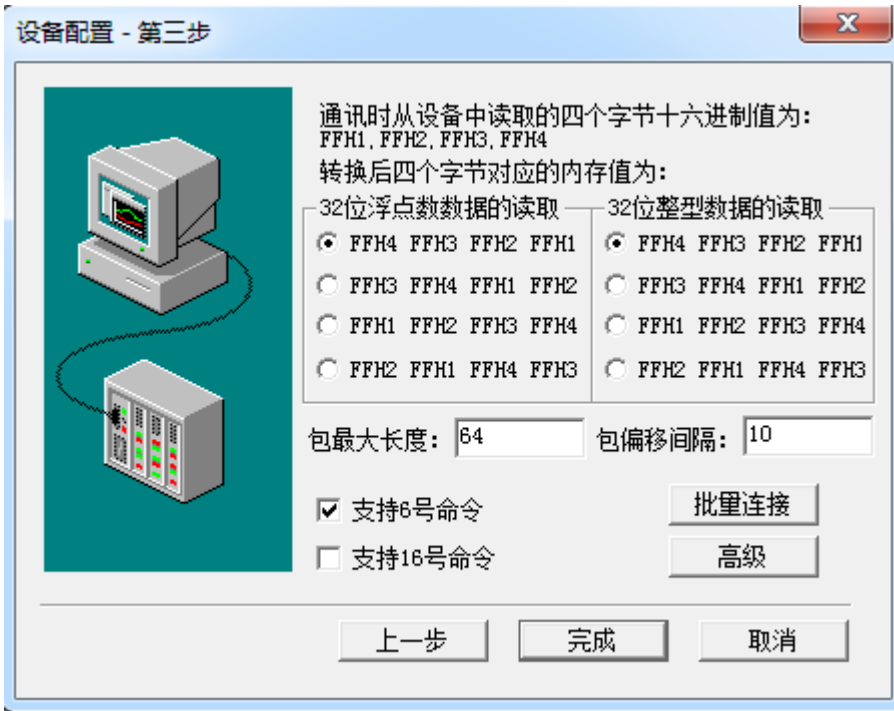 设备配置 - 第三步
通讯时从设备中读取的四个字节十六进制值为：
FFH1,FFH2,FFH3,FFH4
转换后四个字节对应的内存值为：
32位浮点数数据的读取
FFH4 FFH3 FFH2 FFH1
FFH3 FFH4 FFH1 FFH2
FFH1 FFH2 FFH3 FFH4
FFH2 FFH1 FFH4 FFH3
32位整型数据的读取
FFH4 FFH3 FFH2 FFH1
FFH3 FFH4 FFH1 FFH2
FFH1 FFH2 FFH3 FFH4
FFH2 FFH1 FFH4 FFH3
包最大长度： 64 包偏移间隔： 10
支持6号命令 批量连接
支持16号命令 高级
上一步 完成 取消